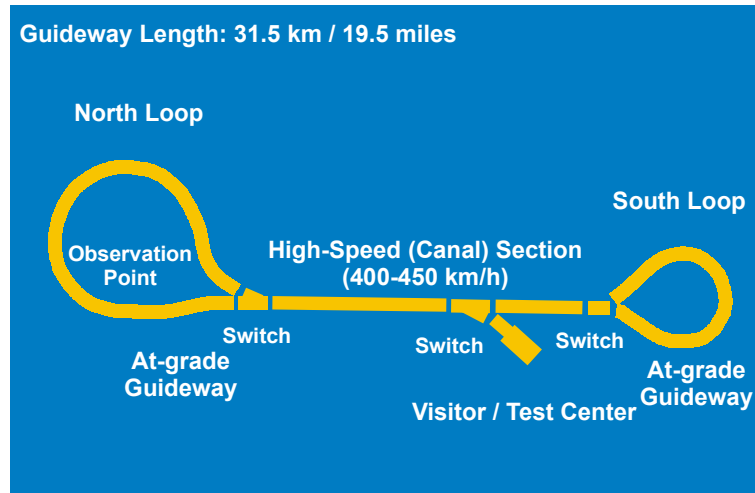 Guideway Length: 31.5 km / 19.5 miles
North Loop
South Loop
Observation
Point
High-Speed (Canal) Section
(400-450 km/h)
Switch
Switch
Switch
At-grade
Guideway
At-grade
Guideway
Visitor / Test Center